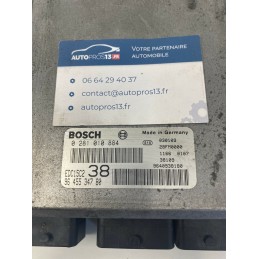 AUTOPROS13.FR
VOTRE PARTENAIRE
AUTOMOBILE
06 64 29 40 37
contact@autopros13.fr
autopros13.fr
BOSCH
Made in Germany
0 281 010 884
EDC15C2 38
96 455 347 80